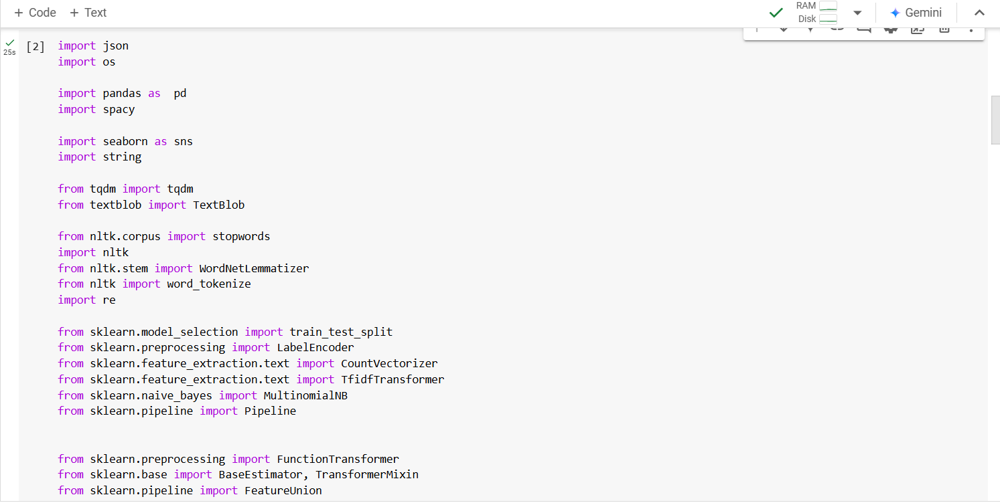 + Code + Text
RAM
Disk
Gemini
25s
[2]
import json
import os
import pandas as  pd
import spacy
import seaborn as sns
import string
from tqdm import tqdm
from textblob import TextBlob
from nltk.corpus import stopwords
import nltk
from nltk.stem import WordNetLemmatizer
from nltk import word_tokenize
import re
from sklearn.model_selection import train_test_split
from sklearn.preprocessing import LabelEncoder
from sklearn.feature_extraction.text import CountVectorizer
from sklearn.feature_extraction.text import TfidfTransformer
from sklearn.naive_bayes import MultinomialNB
from sklearn.pipeline import Pipeline
from sklearn.preprocessing import FunctionTransformer
from sklearn.base import BaseEstimator, TransformerMixin
from sklearn.pipeline import FeatureUnion